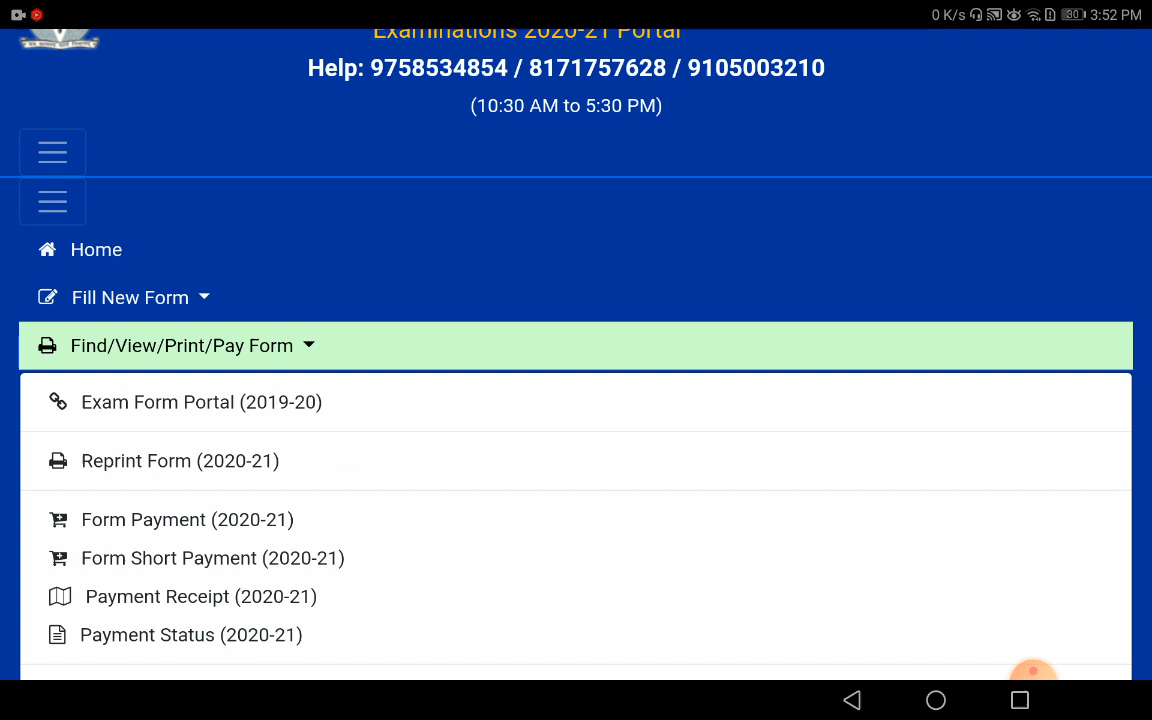 0 K/s 30 3:52 PM
Examinations 2020-21 Portal
Help: 9758534854 / 8171757628 / 9105003210
(10:30 AM to 5:30 PM)
Home
Fill New Form
Find/View/Print/Pay Form
Exam Form Portal (2019-20)
Reprint Form (2020-21)
Form Payment (2020-21)
Form Short Payment (2020-21)
Payment Receipt (2020-21)
Payment Status (2020-21)